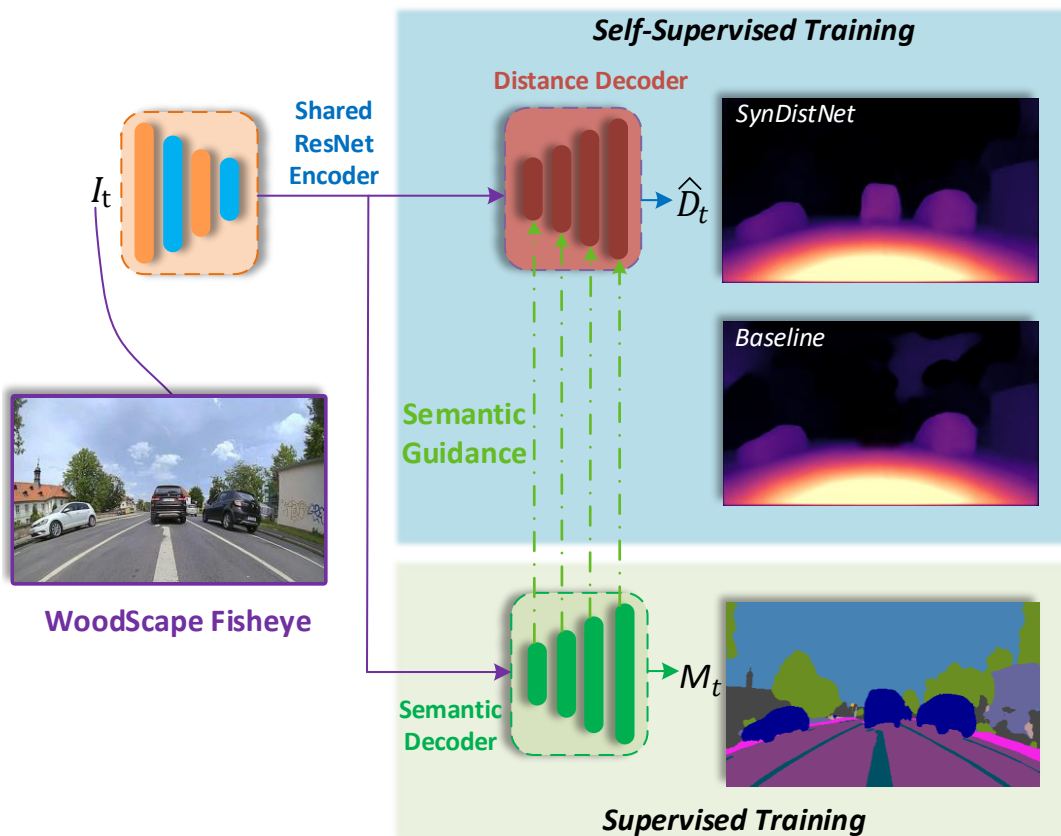 Self-Supervised Training
Distance Decoder
Shared
ResNet
Encoder
SynDistNet
I_t
D̂_t
Baseline
Semantic
Guidance
WoodScape Fisheye
M_t
Semantic
Decoder
Supervised Training